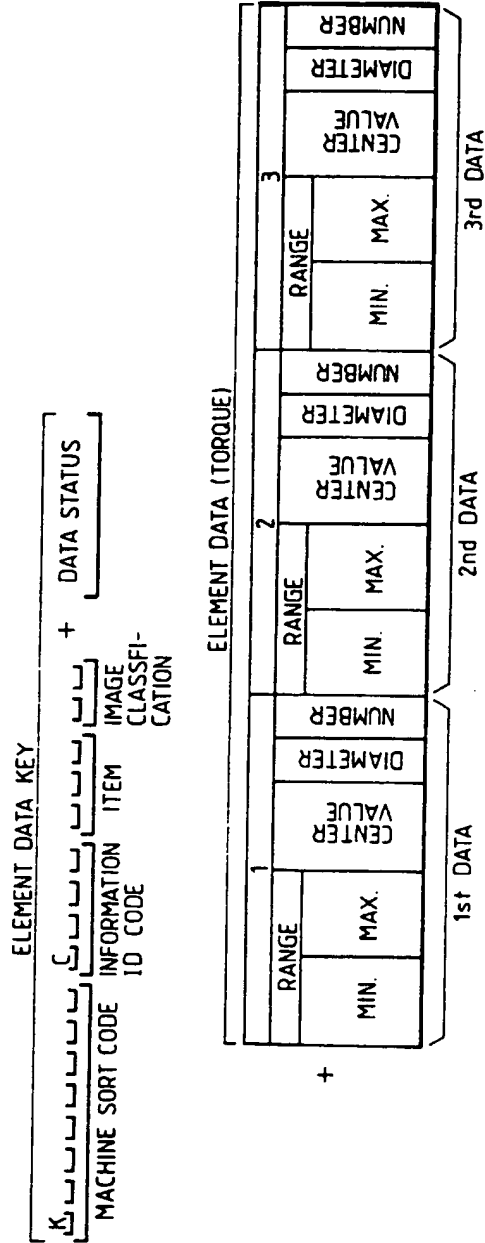 ELEMENT DATA KEY
K C + DATA STATUS
MACHINE SORT CODE
INFORMATION
ID CODE
ITEM
IMAGE
CLASSFI-
CATION
ELEMENT DATA (TORQUE)
+
1 2 3
RANGE
MIN. MAX.
CENTER
VALUE
DIAMETER
NUMBER
RANGE
MIN. MAX.
CENTER
VALUE
DIAMETER
NUMBER
RANGE
MIN. MAX.
CENTER
VALUE
DIAMETER
NUMBER
1st DATA 2nd DATA 3rd DATA